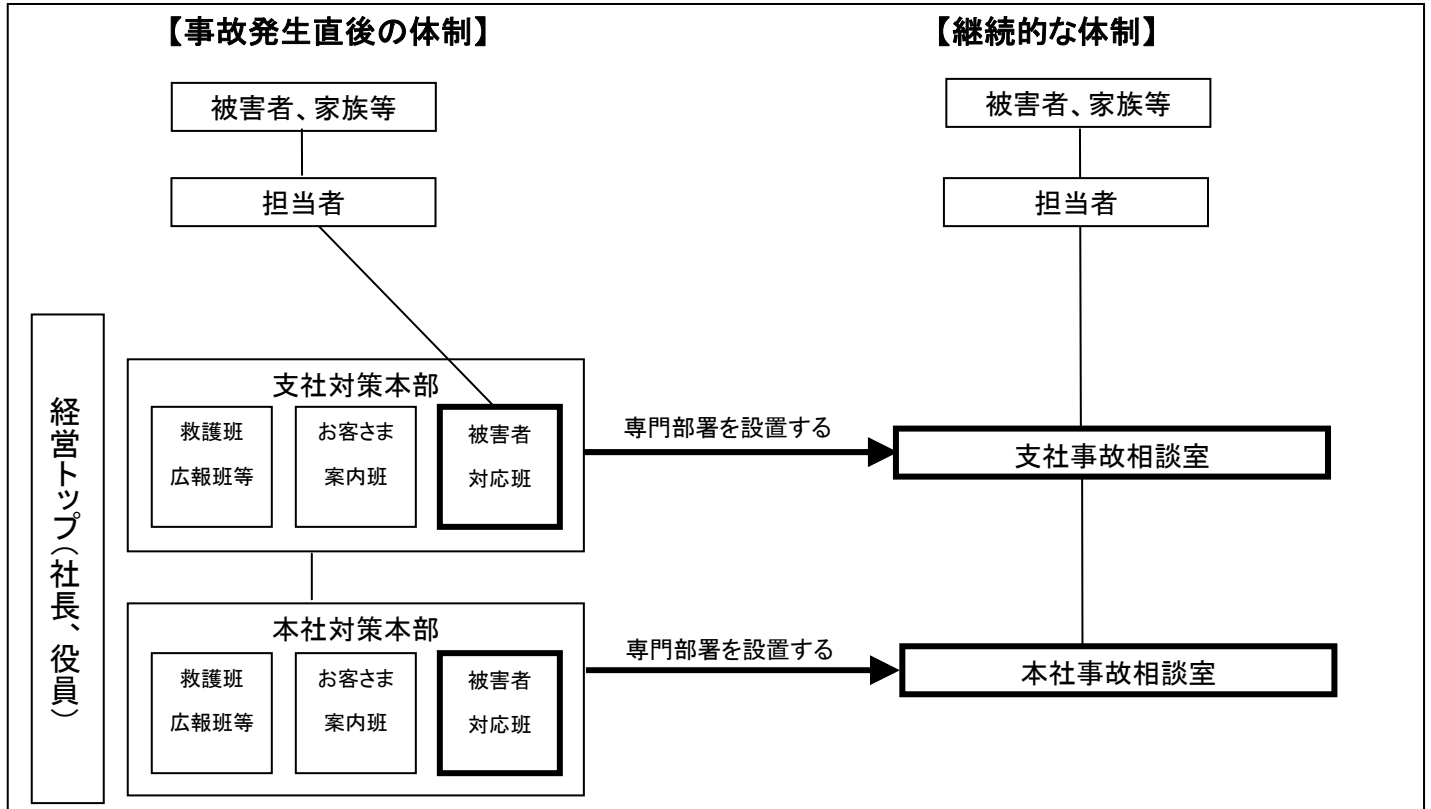 【事故発生直後の体制】
【継続的な体制】
被害者、家族等
被害者、家族等
担当者
担当者
経営トップ（社長、役員）
支社対策本部
救護班
広報班等
お客さま
案内班
被害者
対応班
専門部署を設置する
支社事故相談室
本社対策本部
救護班
広報班等
お客さま
案内班
被害者
対応班
専門部署を設置する
本社事故相談室